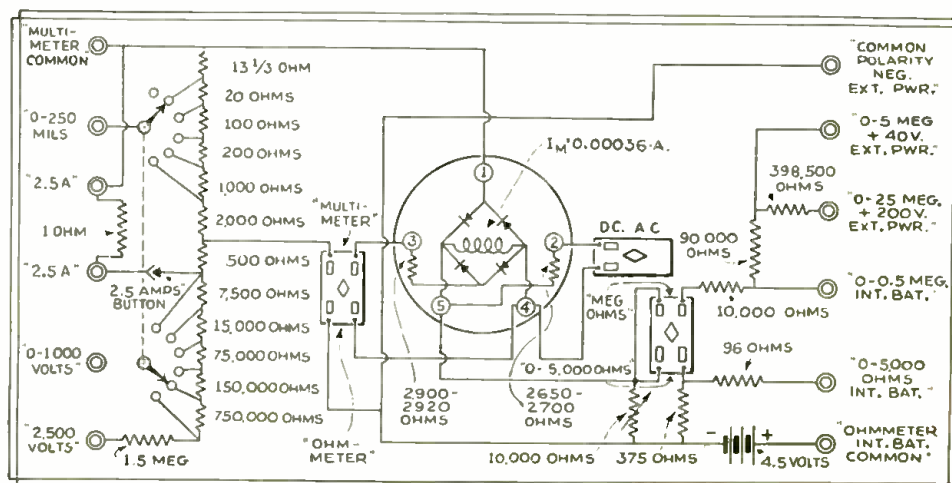 "MULTI-
METER
COMMON"
"0-250
MILS
"2.5 A"
1 OHM
"2.5A"
"0-1000
VOLTS"
"2,500
VOLTS"
1.5 MEG
13 1/3 OHM
20 OHMS
100 OHMS
200 OHMS
1,000 OHMS
2,000 OHMS
500 OHMS
7,500 OHMS
15,000 OHMS
75,000 OHMS
150,000 OHMS
750,000 OHMS
"2.5 AMPS"
BUTTON
"MULTI-
METER"
"OHM-
METER"
IM=0.00036-A.
1
2
3
4
5
2,900-
2920
OHMS
2650-
2700
OHMS
DC. AC
"MEG
OHMS"
"0-5,000 OHMS"
10,000 OHMS
375 OHMS
90 000
OHMS
398,500
OHMS
10,000 OHMS
96 OHMS
- +
4.5 VOLTS
"COMMON
POLARITY
NEG.
EXT. PWR."
"0-5 MEG
+ 40V.
EXT. PWR."
"0-25 MEG.
+ 200V.
EXT. PWR."
"0-0.5 MEG.
INT. BAT."
"0-5,000
OHMS
INT. BAT."
"OHMMETER
INT. BAT.
COMMON"